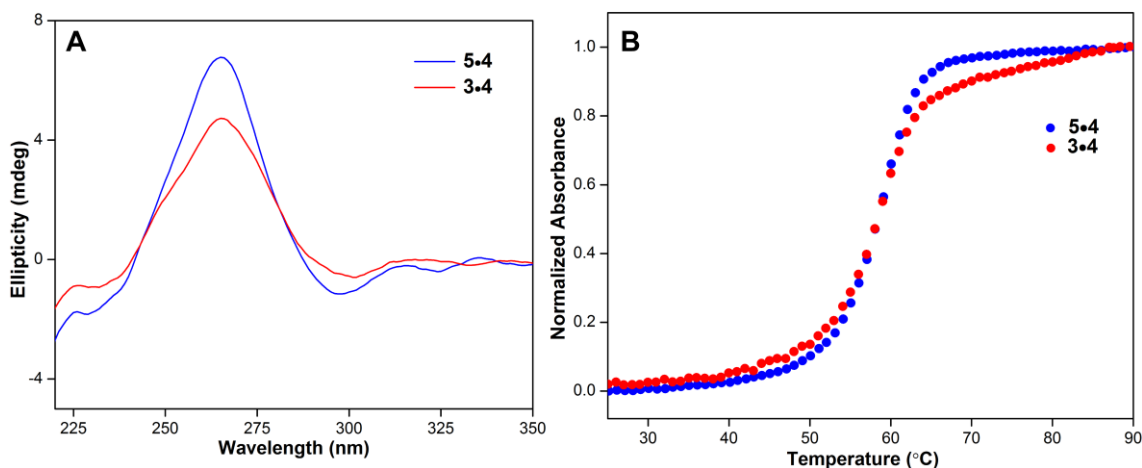 A
5•4
3•4
8
4
0
-4
Ellipticity (mdeg)
225 250 275 300 325 350
Wavelength (nm)
B
5•4
3•4
1.0
0.8
0.6
0.4
0.2
0.0
Normalized Absorbance
30 40 50 60 70 80 90
Temperature (°C)